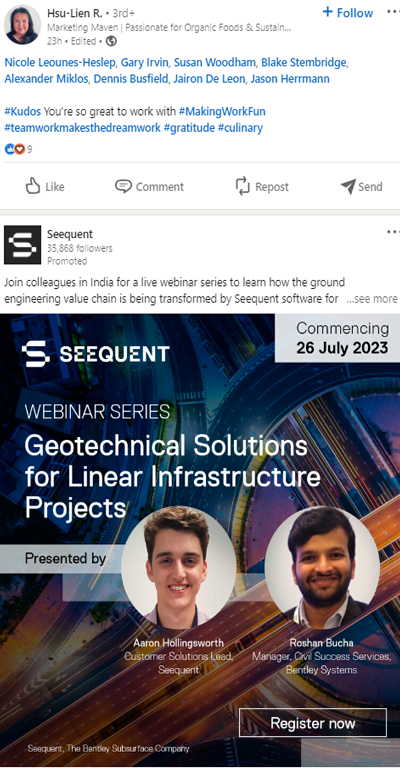 Hsu-Lien R. • 3rd+
+ Follow
Marketing Maven | Passionate for Organic Foods & Sustain...
23h • Edited •
Nicole Leounes-Heslep, Gary Irvin, Susan Woodham, Blake Stembridge,
Alexander Miklos, Dennis Busfield, Jairon De Leon, Jason Herrmann
#Kudos You're so great to work with #MakingWorkFun
#teamworkmakesthedreamwork #gratitude #culinary
9
Like Comment Repost Send
Seequent
35,868 followers
Promoted
Join colleagues in India for a live webinar series to learn how the ground
engineering value chain is being transformed by Seequent software for ...see more
Commencing
26 July 2023
SEEQUENT
WEBINAR SERIES
Geotechnical Solutions
for Linear Infrastructure
Projects
Presented by
Aaron Hollingsworth
Customer Solutions Lead,
Seequent
Roshan Bucha
Manager, Civil Success Services,
Bentley Systems
Register now
Seequent, The Bentley Subsurface Company